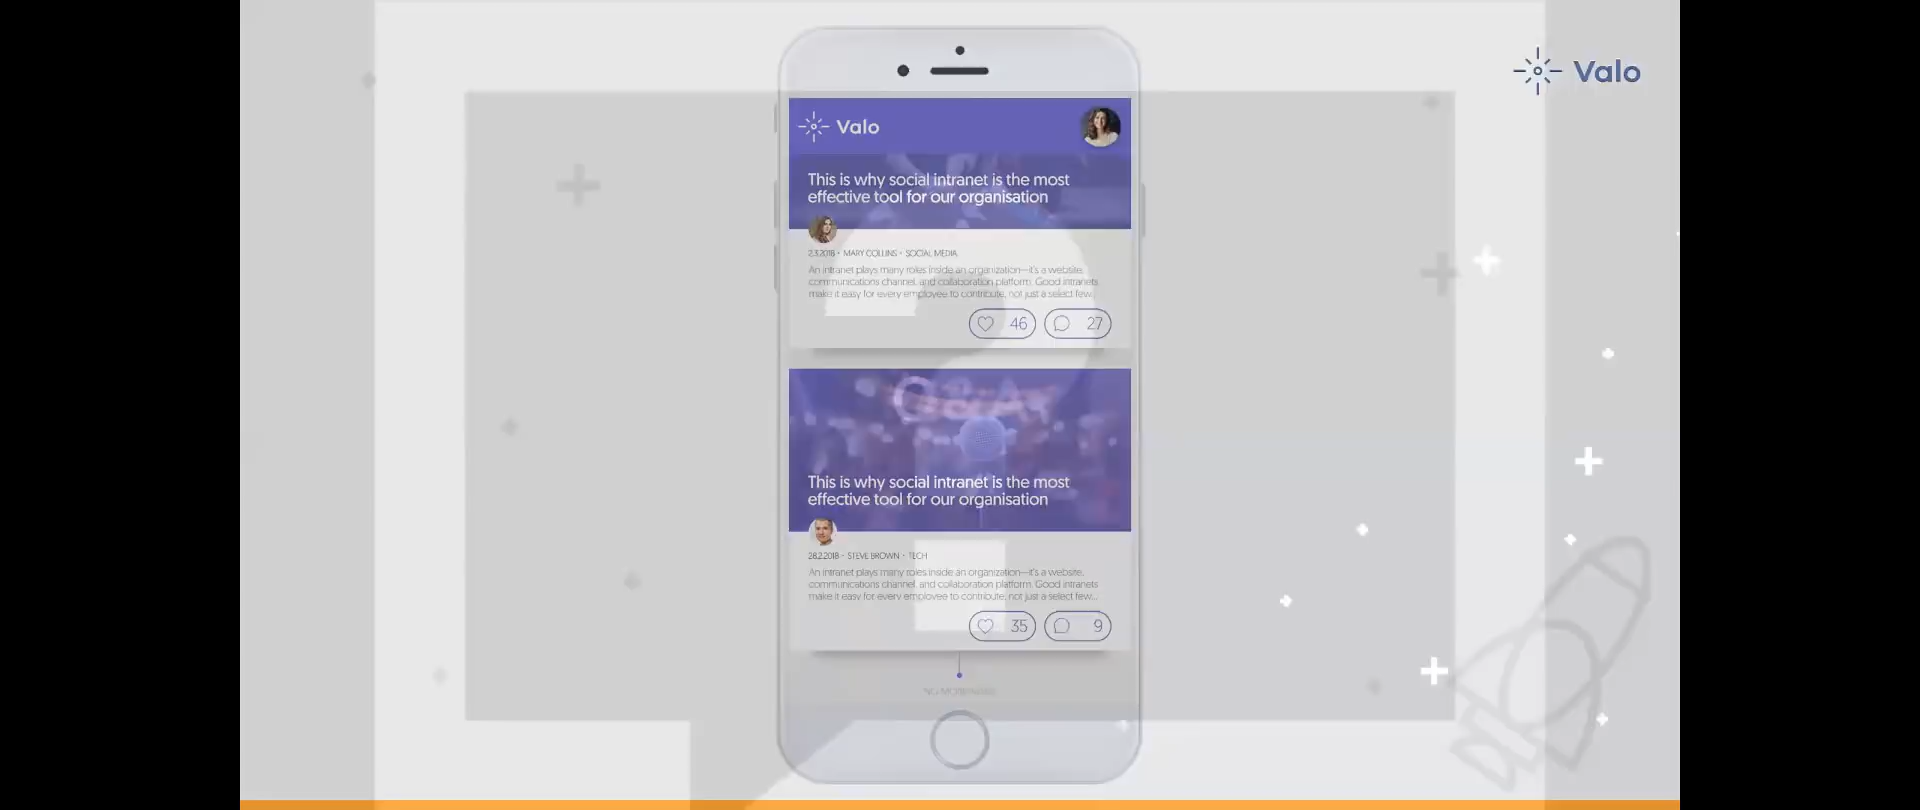 Valo
Valo
This is why social intranet is the most
effective tool for our organisation
2.3.2018 • MARY COLLINS • SOCIAL MEDIA
An intranet plays many roles inside an organization—it's a website,
communications channel, and collaboration platform. Good intranets
make it easy for every employee to contribute, not just a select few...
46 27
This is why social intranet is the most
effective tool for our organisation
28.2.2018 • STEVE BROWN • TECH
An intranet plays many roles inside an organization—it's a website,
communications channel, and collaboration platform. Good intranets
make it easy for every employee to contribute, not just a select few...
35 9